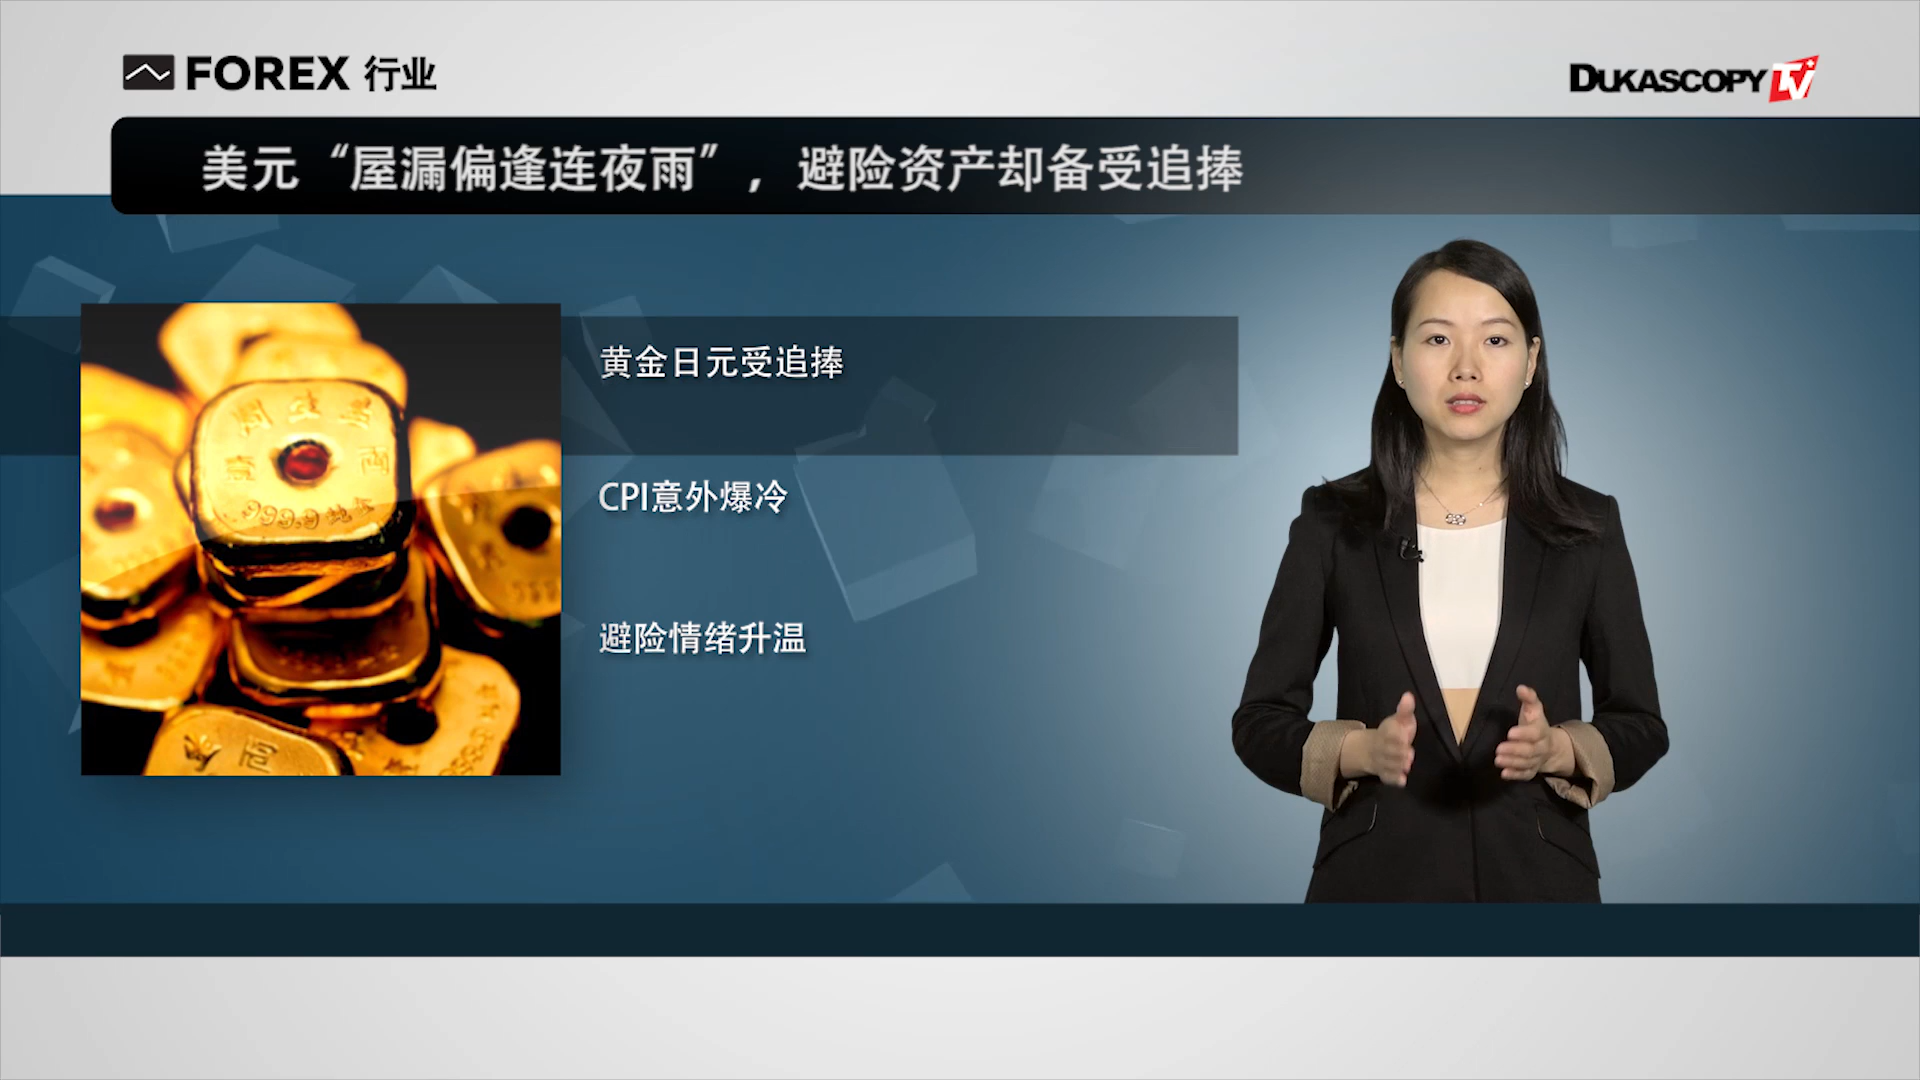 FOREX 行业
DUKASCOPY TV
美元“屋漏偏逢连夜雨”，避险资产却备受追捧
黄金日元受追捧
CPI意外爆冷
避险情绪升温
999.9